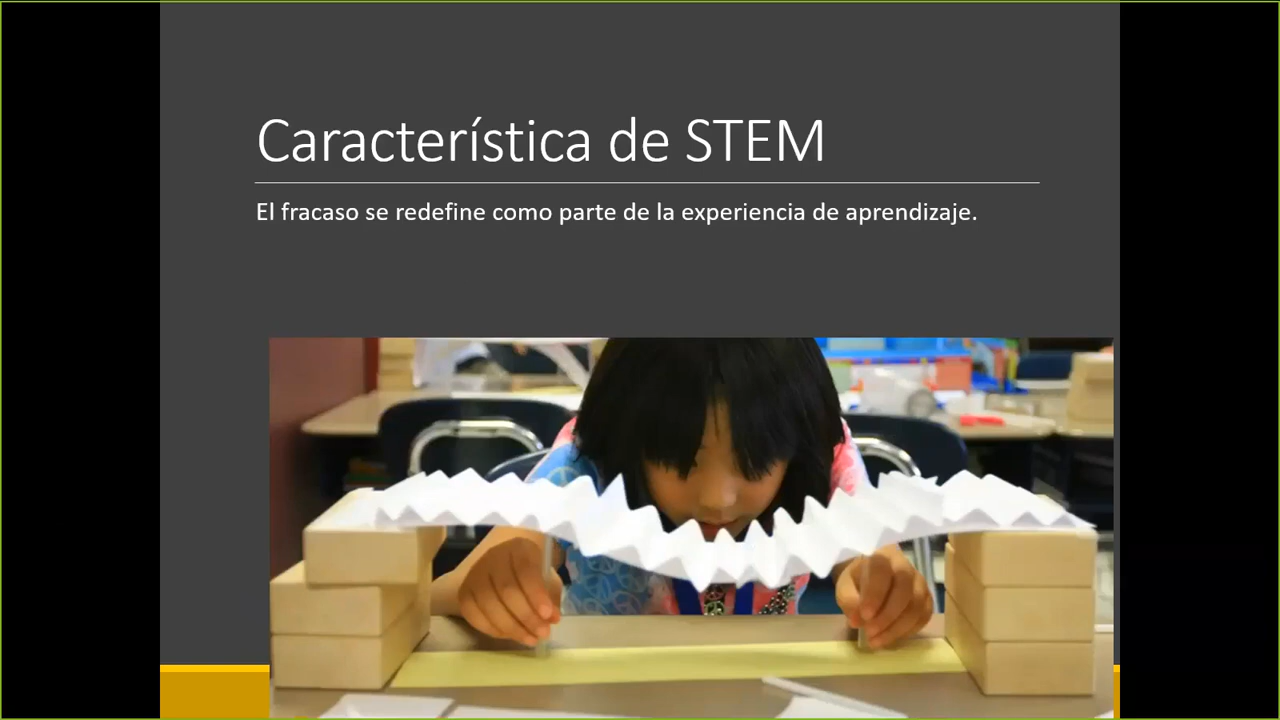 Característica de STEM
El fracaso se redefine como parte de la experiencia de aprendizaje.